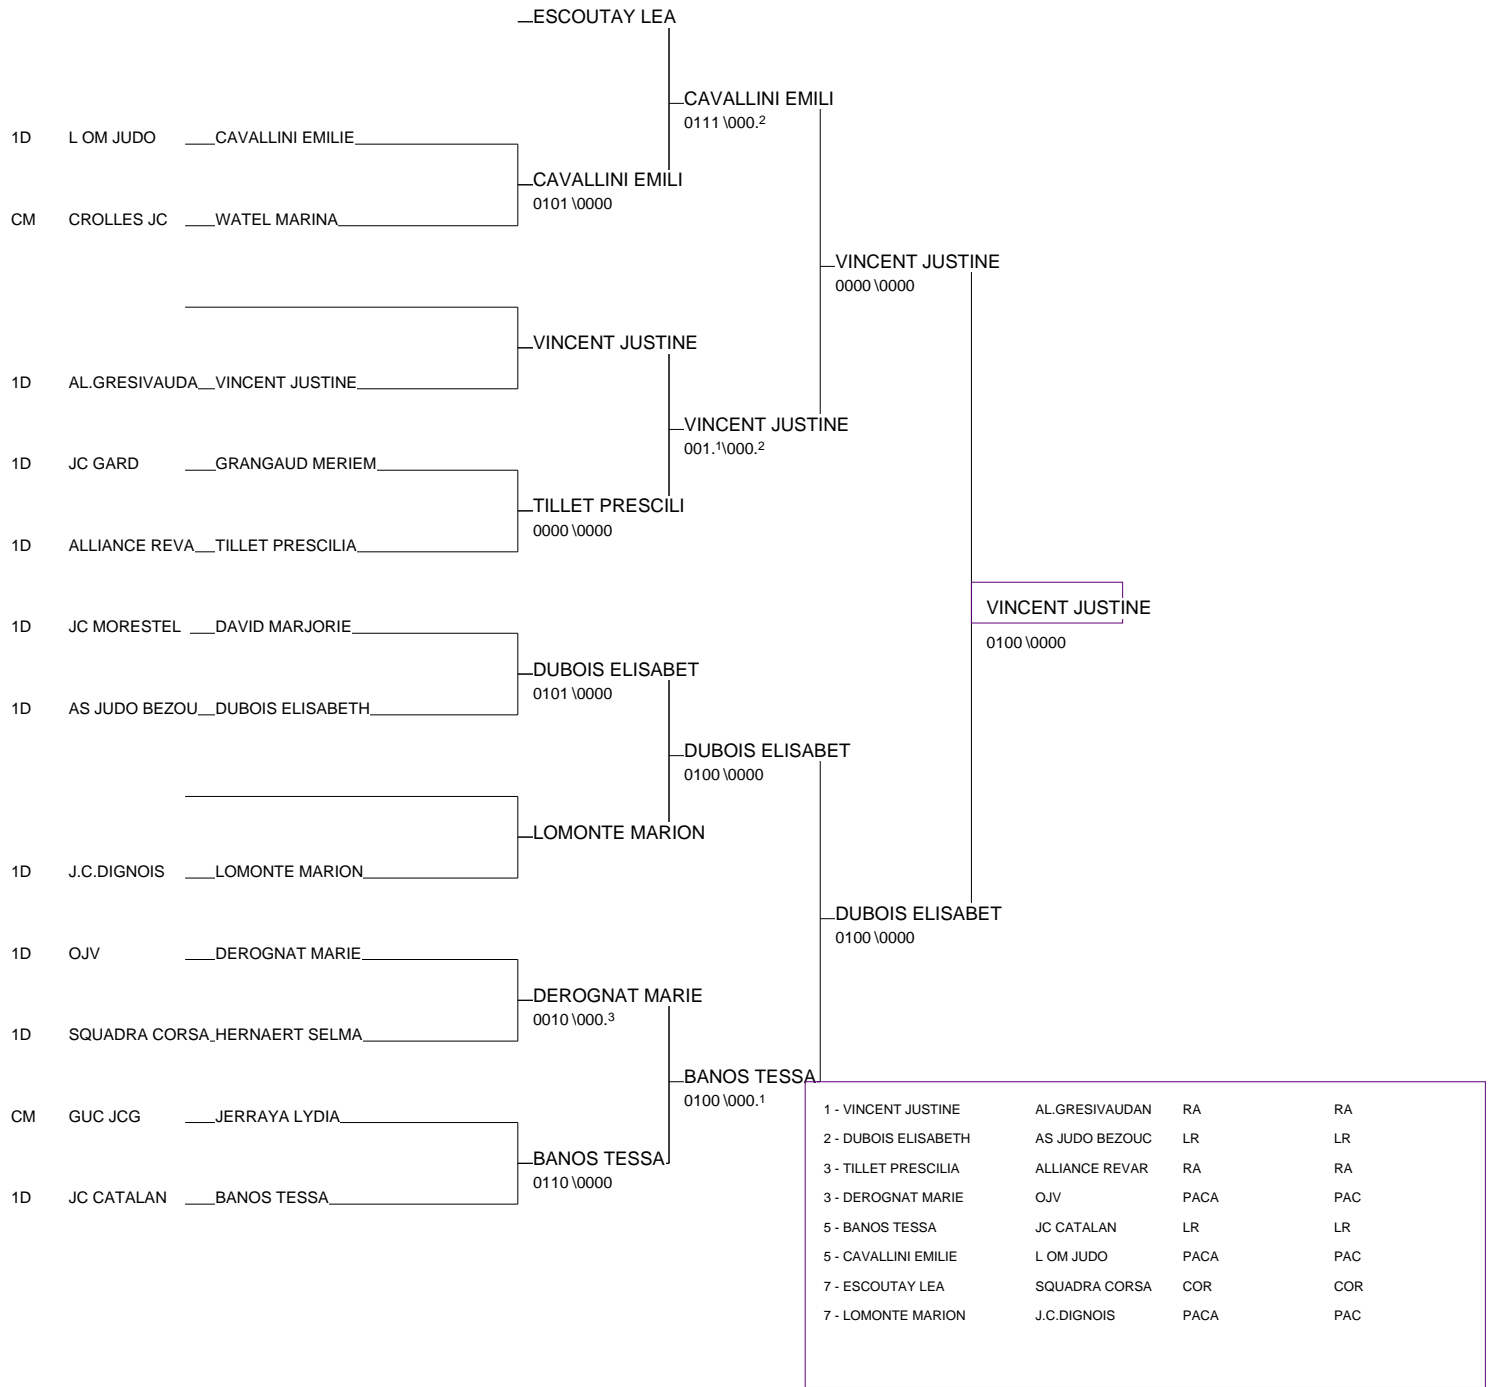 ESCOUTAY LEA
CAVALLINI EMILI
0111 \000.2
1D L OM JUDO CAVALLINI EMILIE
CAVALLINI EMILI
0101 \0000
CM CROLLES JC WATEL MARINA
VINCENT JUSTINE
0000 \0000
VINCENT JUSTINE
1D AL.GRESIVAUDA VINCENT JUSTINE
VINCENT JUSTINE
001.1\000.2
1D JC GARD GRANGAUD MERIEM
TILLET PRESCILI
0000 \0000
1D ALLIANCE REVA TILLET PRESCILIA
VINCENT JUSTINE
0100 \0000
1D JC MORESTEL DAVID MARJORIE
DUBOIS ELISABET
0101 \0000
1D AS JUDO BEZOU DUBOIS ELISABETH
DUBOIS ELISABET
0100 \0000
LOMONTE MARION
1D J.C.DIGNOIS LOMONTE MARION
DUBOIS ELISABET
0100 \0000
1D OJV DEROGNAT MARIE
DEROGNAT MARIE
0010 \000.3
1D SQUADRA CORSA HERNAERT SELMA
BANOS TESSA
0100 \000.1
CM GUC JCG JERRAYA LYDIA
BANOS TESSA
0110 \0000
1D JC CATALAN BANOS TESSA
1 - VINCENT JUSTINE AL.GRESIVAUDAN RA RA
2 - DUBOIS ELISABETH AS JUDO BEZOUC LR LR
3 - TILLET PRESCILIA ALLIANCE REVAR RA RA
3 - DEROGNAT MARIE OJV PACA PAC
5 - BANOS TESSA JC CATALAN LR LR
5 - CAVALLINI EMILIE L OM JUDO PACA PAC
7 - ESCOUTAY LEA SQUADRA CORSA COR COR
7 - LOMONTE MARION J.C.DIGNOIS PACA PAC